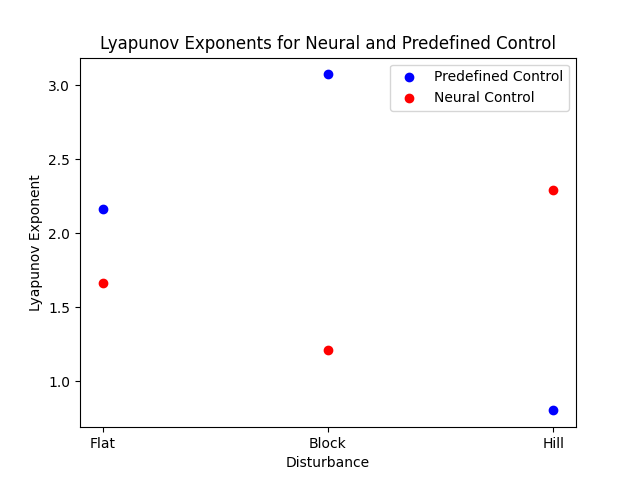 Lyapunov Exponents for Neural and Predefined Control
Predefined Control
Neural Control
3.0
2.5
2.0
1.5
1.0
Lyapunov Exponent
Flat
Block
Hill
Disturbance